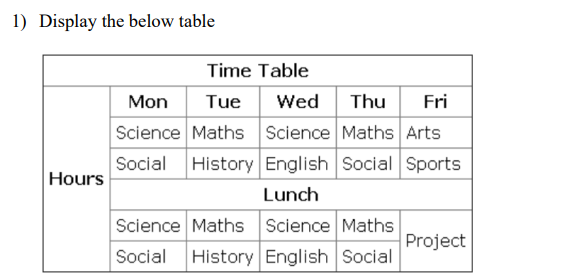 1) Display the below table
Time Table
Mon Tue Wed Thu Fri
Science Maths Science Maths Arts
Social History English Social Sports
Hours
Lunch
Science Maths Science Maths
Project
Social History English Social